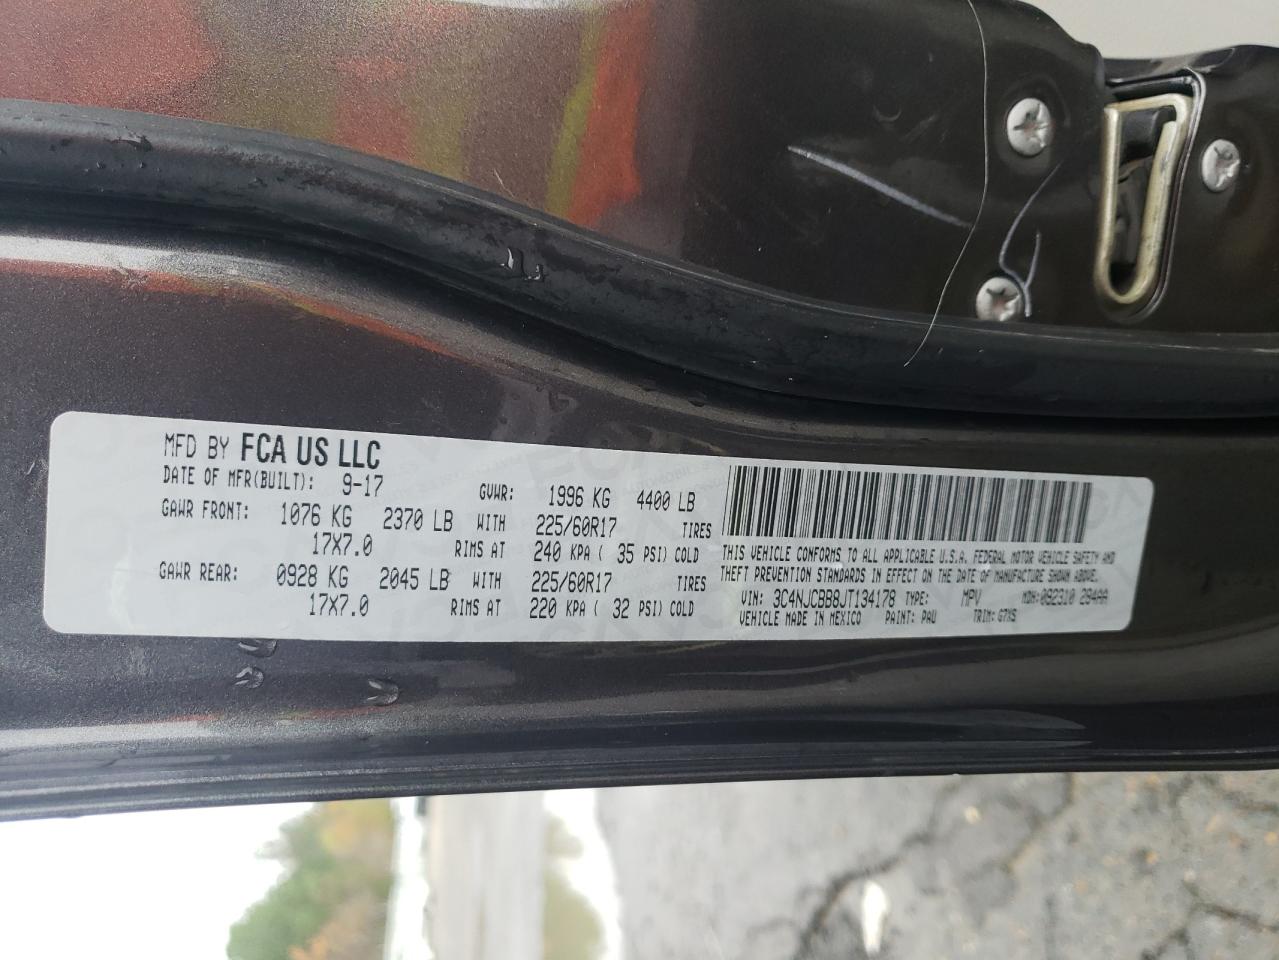 MFD BY FCA US LLC
DATE OF MFR(BUILT): 9-17 GVWR: 1996 KG 4400 LB
GAWR FRONT: 1076 KG 2370 LB WITH 225/60R17 TIRES
17X7.0 RIMS AT 240 KPA ( 35 PSI) COLD
GAWR REAR: 0928 KG 2045 LB WITH 225/60R17 TIRES
17X7.0 RIMS AT 220 KPA ( 32 PSI) COLD
THIS VEHICLE CONFORMS TO ALL APPLICABLE U.S.A. FEDERAL MOTOR VEHICLE SAFETY AND
THEFT PREVENTION STANDARDS IN EFFECT ON THE DATE OF MANUFACTURE SHOWN ABOVE.
VIN: 3C4NJCBB8JT134178 TYPE: MPV MDH:092310 284AA
VEHICLE MADE IN MEXICO PAINT: PAU TRIM: G7X5